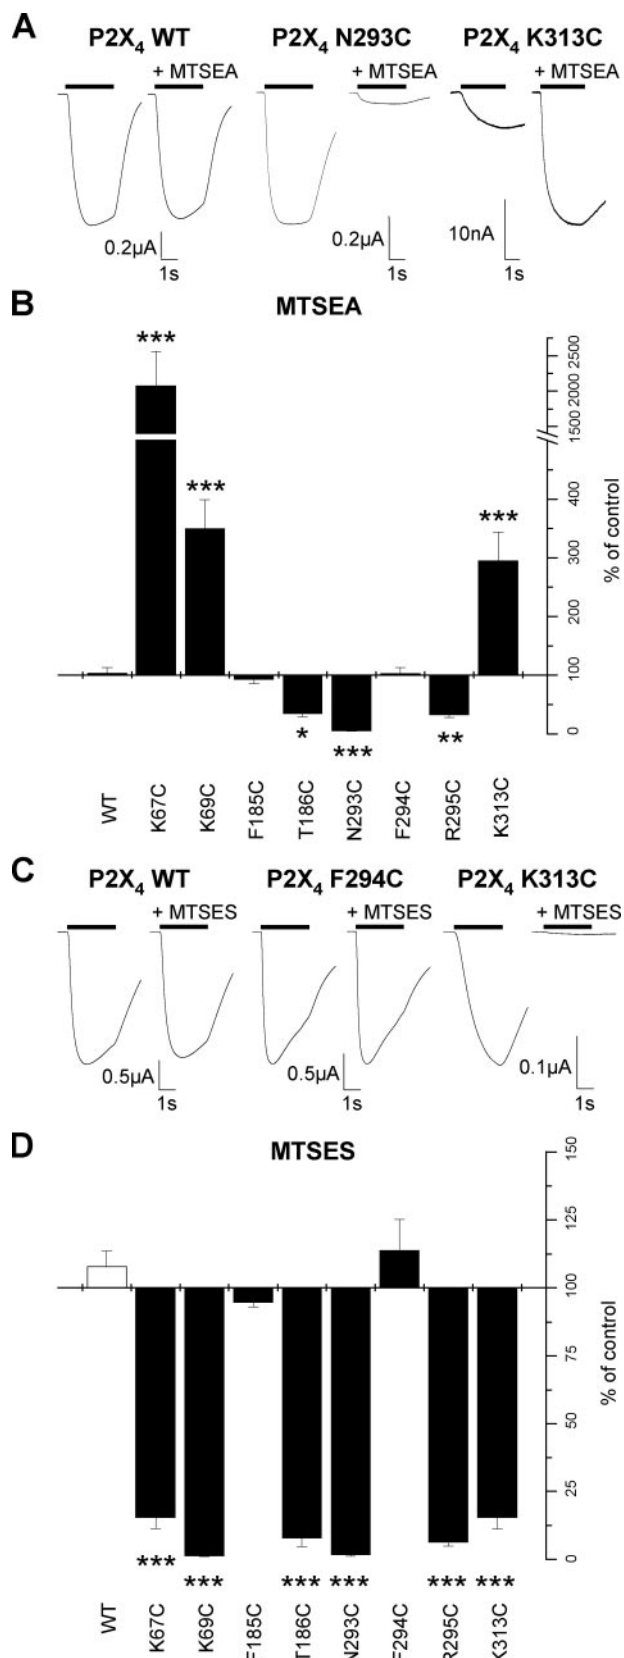 A
P2X4 WT P2X4 N293C P2X4 K313C
+ MTSEA + MTSEA + MTSEA
0.2µA 0.2µA 10nA
1s 1s 1s
B
MTSEA
*** *** *** * *** **
2500
2000
1500
400
300
200
100
0
% of control
WT K67C K69C F185C T186C N293C F294C R295C K313C
C
P2X4 WT P2X4 F294C P2X4 K313C
+ MTSES + MTSES + MTSES
0.5µA 0.5µA 0.1µA
1s 1s 1s
D
MTSES
150
125
100
75
50
25
0
% of control
*** *** *** *** *** ***
WT K67C K69C F185C T186C N293C F294C R295C K313C